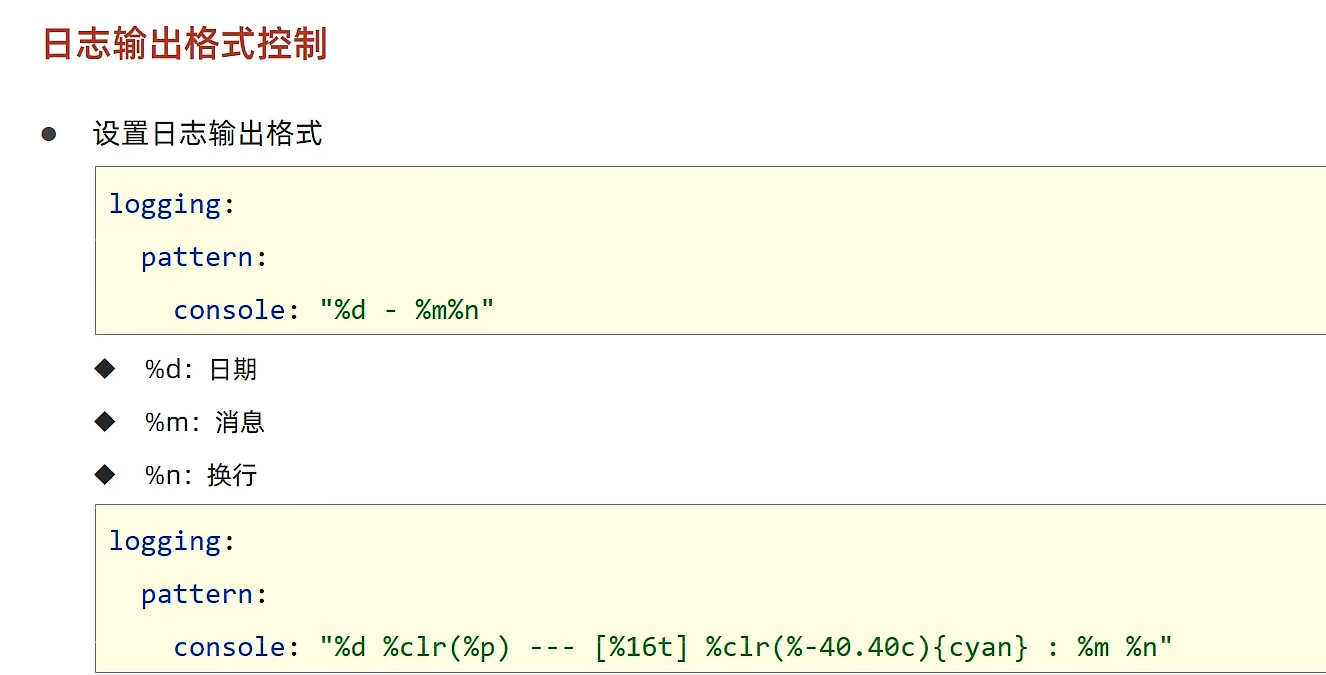 日志输出格式控制
● 设置日志输出格式
logging:
  pattern:
    console: "%d - %m%n"
◆ %d：日期
◆ %m：消息
◆ %n：换行
logging:
  pattern:
    console: "%d %clr(%p) --- [%16t] %clr(%-40.40c){cyan} : %m %n"